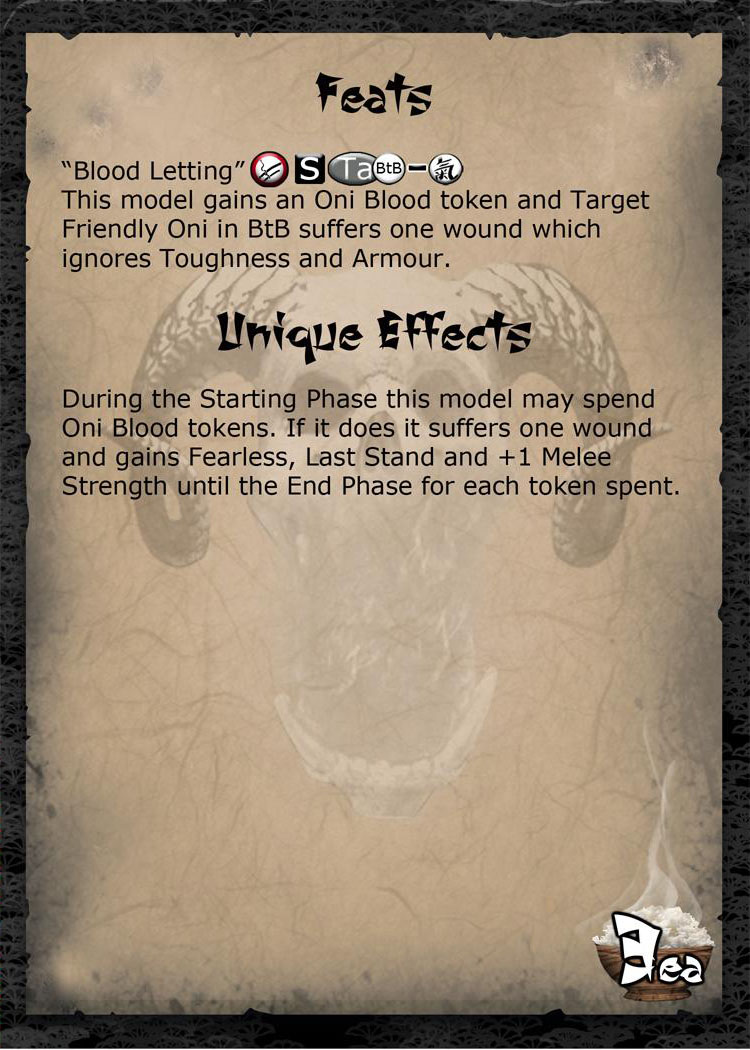 Feats
“Blood Letting” S Ta BtB – 氣
This model gains an Oni Blood token and Target
Friendly Oni in BtB suffers one wound which
ignores Toughness and Armour.
Unique Effects
During the Starting Phase this model may spend
Oni Blood tokens. If it does it suffers one wound
and gains Fearless, Last Stand and +1 Melee
Strength until the End Phase for each token spent.
3ea